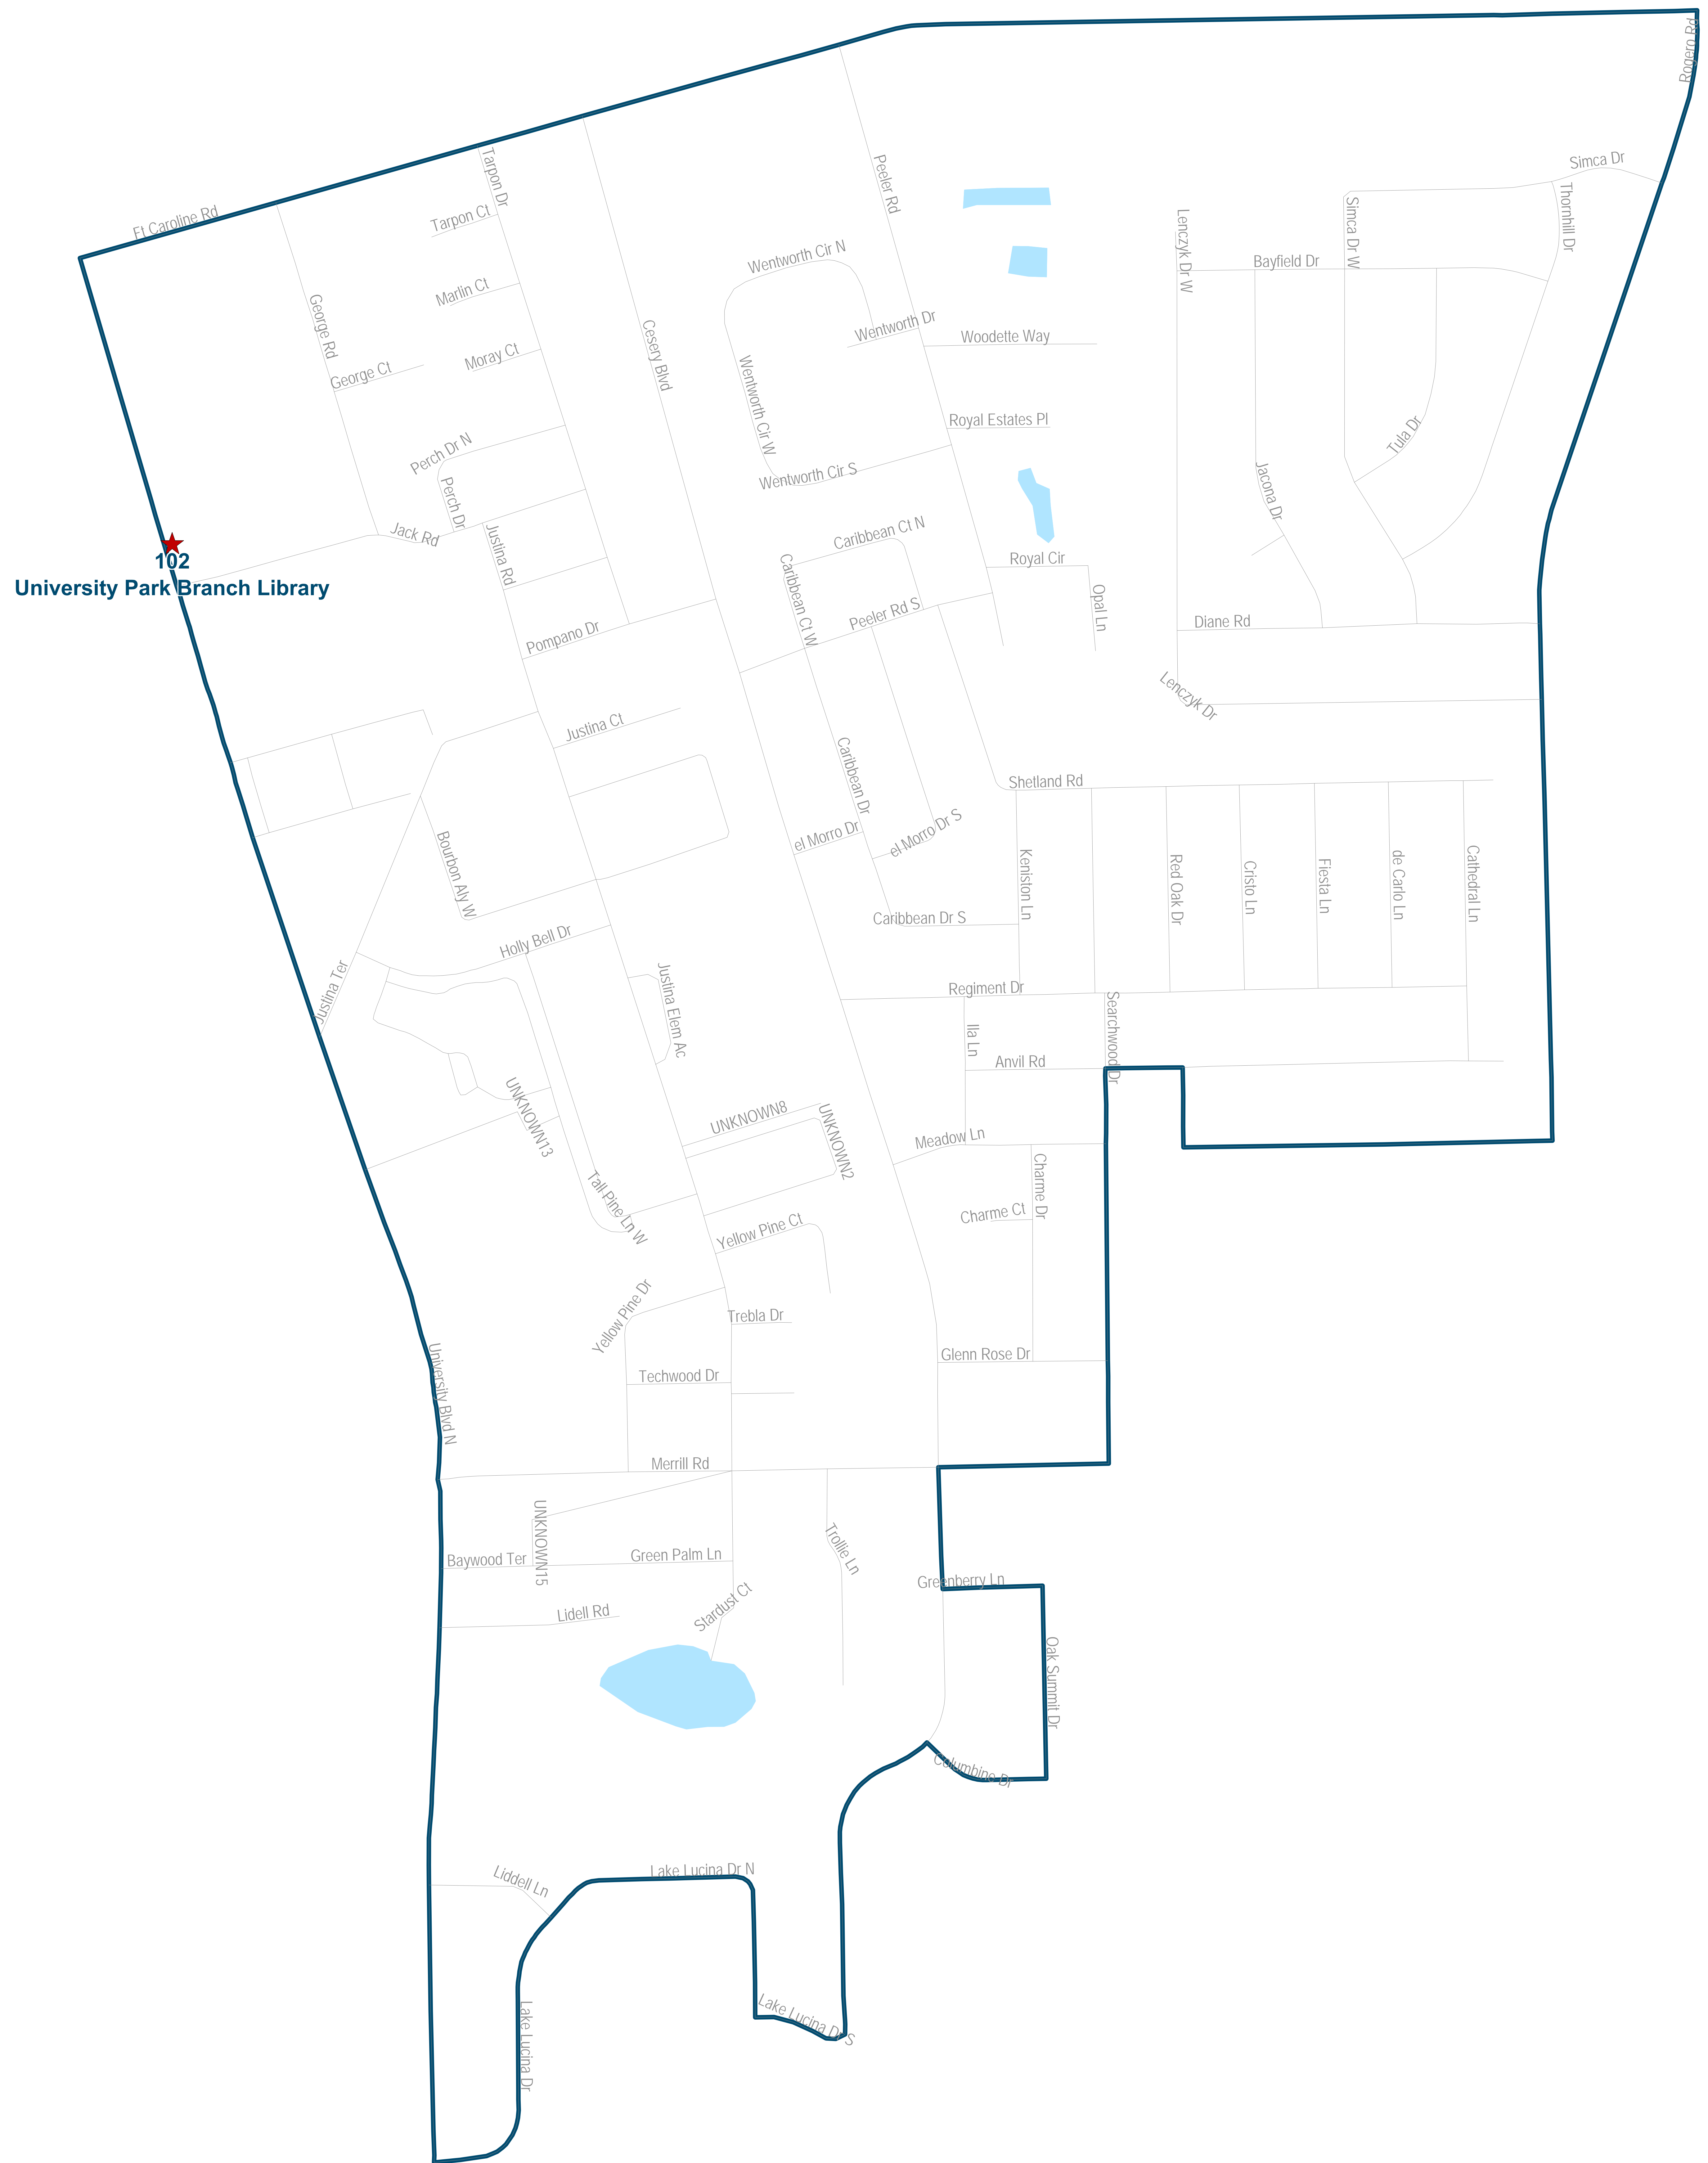 Rogero Rd
Simca Dr
Tarpon Dr
Peeler Rd
Thornhill Dr
Ft Caroline Rd
Tarpon Ct
Lenczyk Dr W
Simca Dr W
Wentworth Cir N
Bayfield Dr
Marlin Ct
George Rd
Cesery Blvd
Wentworth Dr
Woodette Way
Moray Ct
George Ct
Wentworth Cir W
Royal Estates Pl
Tula Dr
Perch Dr N
Wentworth Cir S
Jacona Dr
Perch Dr
Jack Rd
Justina Rd
Caribbean Ct N
102
University Park Branch Library
Royal Cir
Caribbean Ct W
Opal Ln
Peeler Rd S
Diane Rd
Pompano Dr
Lenczyk Dr
Justina Ct
Caribbean Dr
Shetland Rd
el Morro Dr
el Morro Dr S
Bourbon Aly W
Keniston Ln
Red Oak Dr
Cristo Ln
Fiesta Ln
de Carlo Ln
Cathedral Ln
Caribbean Dr S
Holly Bell Dr
Justina Ter
Justina Elem Ac
Regiment Dr
Ila Ln
Searchwood Dr
Anvil Rd
UNKNOWN13
UNKNOWN8
UNKNOWN2
Meadow Ln
Charme Dr
Tall Pine Ln W
Charme Ct
Yellow Pine Ct
Yellow Pine Dr
Trebla Dr
University Blvd N
Glenn Rose Dr
Techwood Dr
Merrill Rd
UNKNOWN15
Trollie Ln
Baywood Ter
Green Palm Ln
Greenberry Ln
Lidell Rd
Stardust Ct
Oak Summit Dr
Columbine Dr
Lake Lucina Dr N
Liddell Ln
Lake Lucina Dr S
Lake Lucina Dr